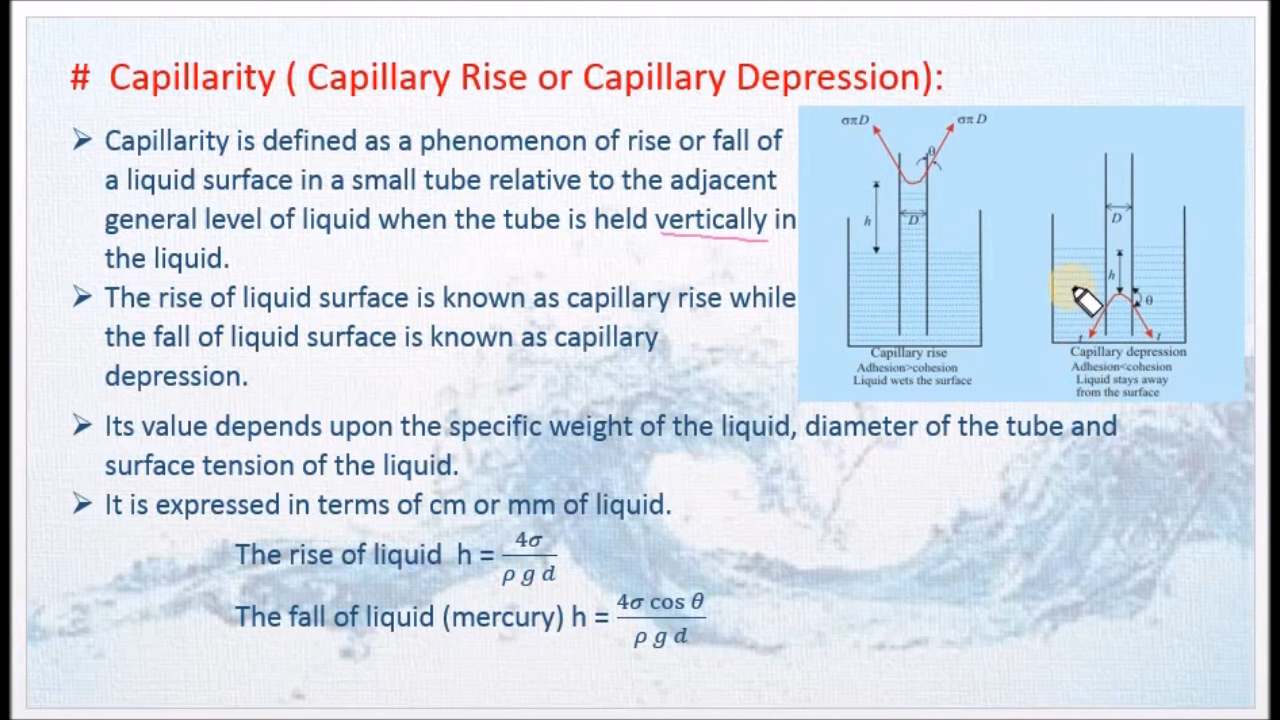 # Capillarity ( Capillary Rise or Capillary Depression):
➢ Capillarity is defined as a phenomenon of rise or fall of
a liquid surface in a small tube relative to the adjacent
general level of liquid when the tube is held vertically in
the liquid.
➢ The rise of liquid surface is known as capillary rise while
the fall of liquid surface is known as capillary
depression.
➢ Its value depends upon the specific weight of the liquid, diameter of the tube and
surface tension of the liquid.
➢ It is expressed in terms of cm or mm of liquid.
The rise of liquid h = 4σ / ρ g d
The fall of liquid (mercury) h = 4σ cos θ / ρ g d
σπD
σπ D
θ
h
D
Capillary rise
Adhesion>cohesion
Liquid wets the surface
D
h
θ
t
t
Capillary depression
Adhesion<cohesion
Liquid stays away
from the surface